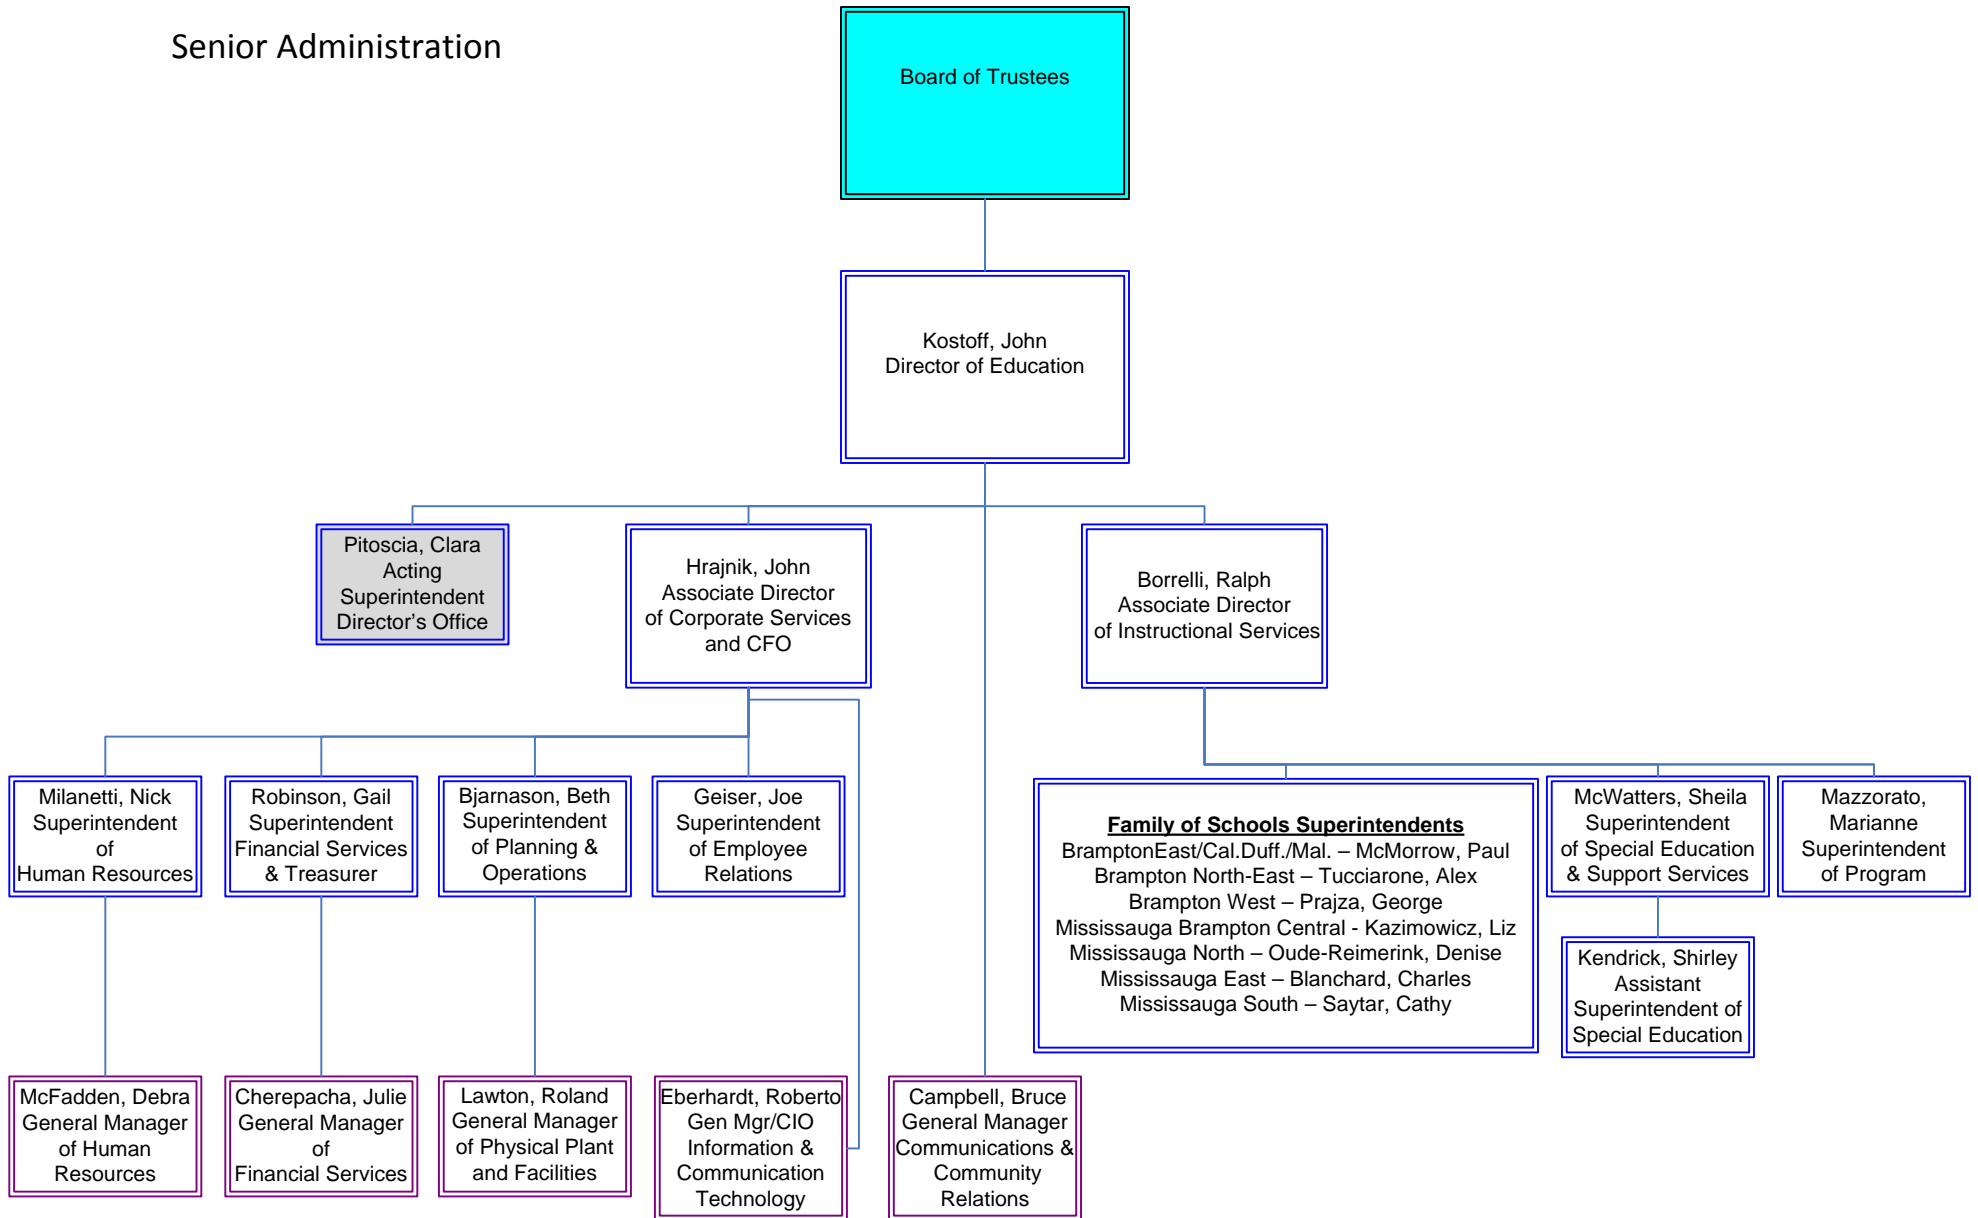 Senior Administration
Board of Trustees
Kostoff, John
Director of Education
Pitoscia, Clara
Acting
Superintendent
Director’s Office
Hrajnik, John
Associate Director
of Corporate Services
and CFO
Borrelli, Ralph
Associate Director
of Instructional Services
Milanetti, Nick
Superintendent
of
Human Resources
Robinson, Gail
Superintendent
Financial Services
& Treasurer
Bjarnason, Beth
Superintendent
of Planning &
Operations
Geiser, Joe
Superintendent
of Employee
Relations
Family of Schools Superintendents
BramptonEast/Cal.Duff./Mal. – McMorrow, Paul
Brampton North-East – Tucciarone, Alex
Brampton West – Prajza, George
Mississauga Brampton Central - Kazimowicz, Liz
Mississauga North – Oude-Reimerink, Denise
Mississauga East – Blanchard, Charles
Mississauga South – Saytar, Cathy
McWatters, Sheila
Superintendent
of Special Education
& Support Services
Mazzorato,
Marianne
Superintendent
of Program
Kendrick, Shirley
Assistant
Superintendent of
Special Education
McFadden, Debra
General Manager
of Human
Resources
Cherepacha, Julie
General Manager
of
Financial Services
Lawton, Roland
General Manager
of Physical Plant
and Facilities
Eberhardt, Roberto
Gen Mgr/CIO
Information &
Communication
Technology
Campbell, Bruce
General Manager
Communications &
Community
Relations